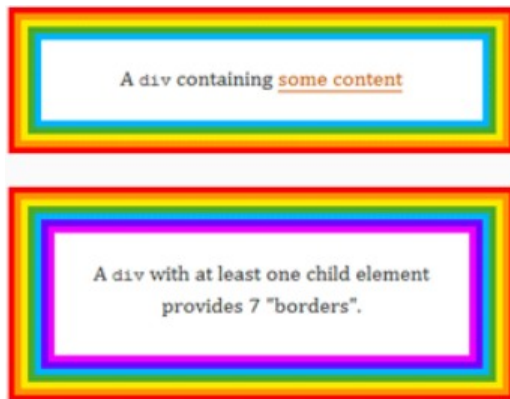 A div containing some content
A div with at least one child element
provides 7 "borders".